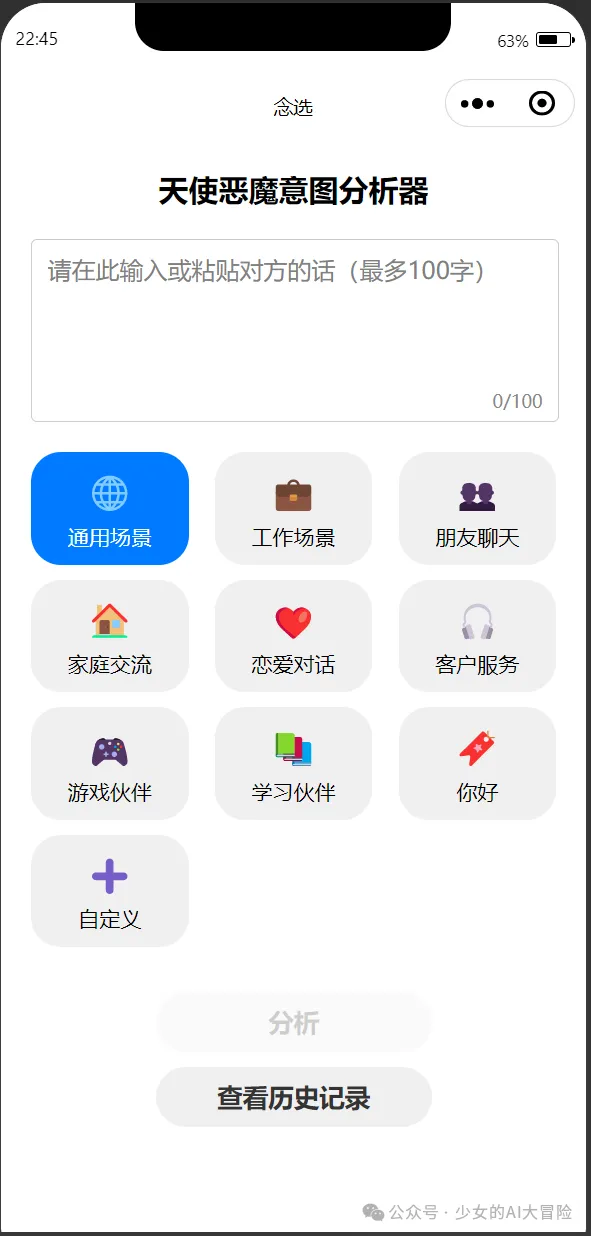 22:45
63%
念选
天使恶魔意图分析器
请在此输入或粘贴对方的话（最多100字）
0/100
通用场景 工作场景 朋友聊天
家庭交流 恋爱对话 客户服务
游戏伙伴 学习伙伴 你好
自定义
分析
查看历史记录
公众号 · 少女的AI大冒险